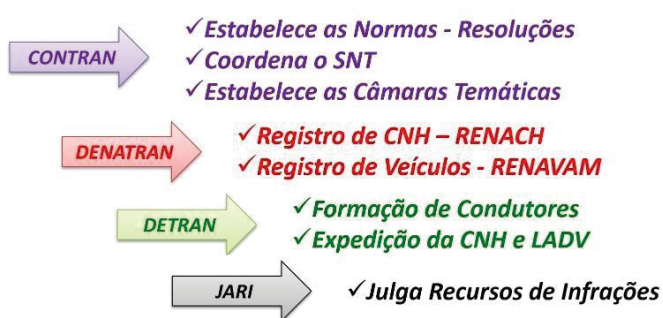 CONTRAN
✓Estabelece as Normas - Resoluções
✓Coordena o SNT
✓Estabelece as Câmaras Temáticas
DENATRAN
✓Registro de CNH – RENACH
✓Registro de Veículos - RENAVAM
DETRAN
✓Formação de Condutores
✓Expedição da CNH e LADV
JARI
✓Julga Recursos de Infrações